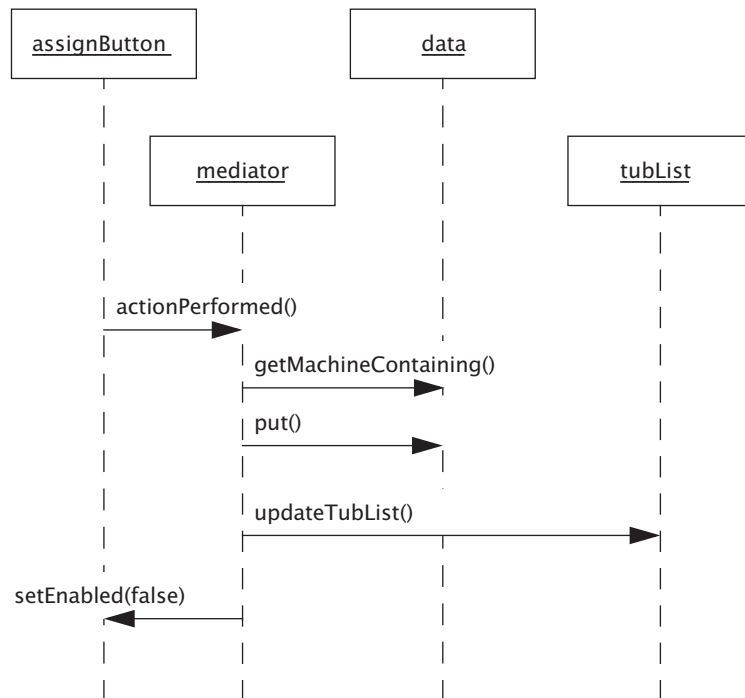 assignButton
data
mediator
tubList
actionPerformed()
getMachineContaining()
put()
updateTubList()
setEnabled(false)